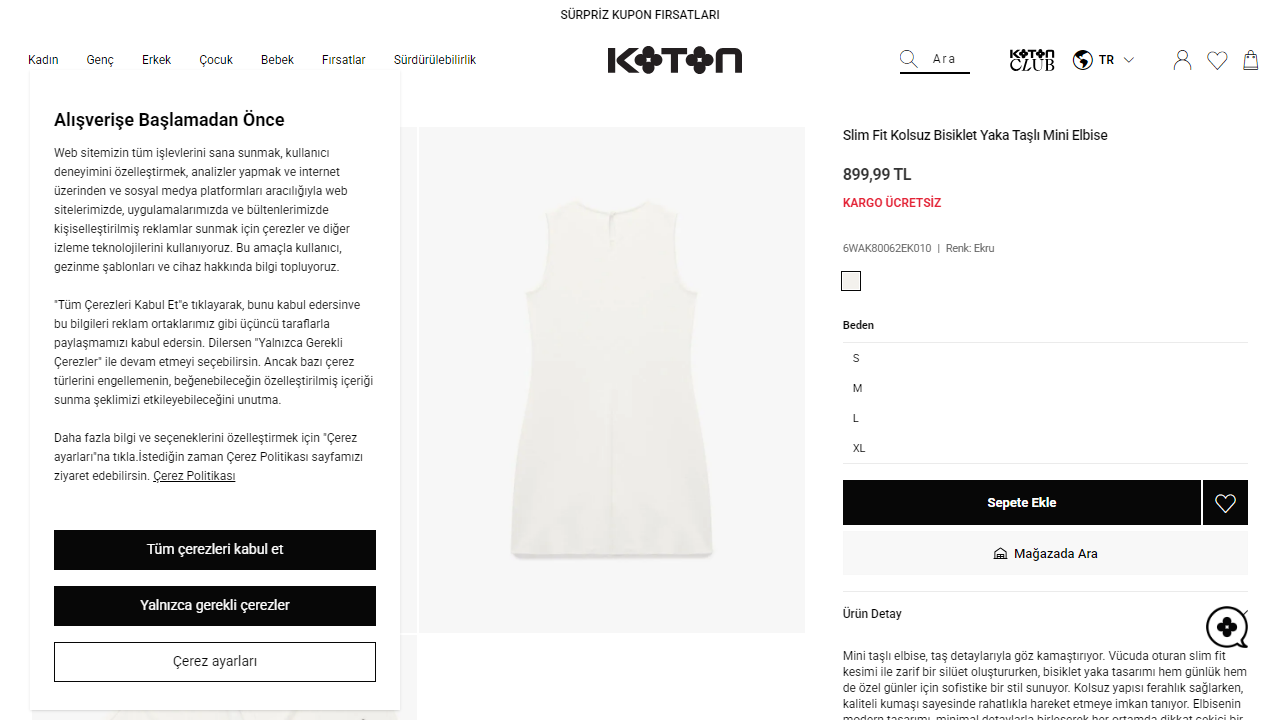 SÜRPRİZ KUPON FIRSATLARI
Kadın Genç Erkek Çocuk Bebek Fırsatlar Sürdürülebilirlik
KOTON
Ara
KOTON CLUB
TR
Alışverişe Başlamadan Önce
Web sitemizin tüm işlevlerini sana sunmak, kullanıcı
deneyimini özelleştirmek, analizler yapmak ve internet
üzerinden ve sosyal medya platformları aracılığıyla web
sitelerimizde, uygulamalarımızda ve bültenlerimizde
kişiselleştirilmiş reklamlar sunmak için çerezler ve diğer
izleme teknolojilerini kullanıyoruz. Bu amaçla kullanıcı,
gezinme şablonları ve cihaz hakkında bilgi topluyoruz.
"Tüm Çerezleri Kabul Et"e tıklayarak, bunu kabul edersinve
bu bilgileri reklam ortaklarımız gibi üçüncü taraflarla
paylaşmamızı kabul edersin. Dilersen "Yalnızca Gerekli
Çerezler" ile devam etmeyi seçebilirsin. Ancak bazı çerez
türlerini engellemenin, beğenebileceğin özelleştirilmiş içeriği
sunma şeklimizi etkileyebileceğini unutma.
Daha fazla bilgi ve seçeneklerini özelleştirmek için "Çerez
ayarları"na tıkla.İstediğin zaman Çerez Politikası sayfamızı
ziyaret edebilirsin. Çerez Politikası
Tüm çerezleri kabul et
Yalnızca gerekli çerezler
Çerez ayarları
Slim Fit Kolsuz Bisiklet Yaka Taşlı Mini Elbise
899,99 TL
KARGO ÜCRETSİZ
6WAK80062EK010 | Renk: Ekru
Beden
S
M
L
XL
Sepete Ekle
Mağazada Ara
Ürün Detay
Mini taşlı elbise, taş detaylarıyla göz kamaştırıyor. Vücuda oturan slim fit
kesimi ile zarif bir silüet oluştururken, bisiklet yaka tasarımı hem günlük hem
de özel günler için sofistike bir stil sunuyor. Kolsuz yapısı ferahlık sağlarken,
kaliteli kumaşı sayesinde rahatlıkla hareket etmeye imkan tanıyor. Elbisenin
modern tasarımı, minimal detaylarla birleşerek her ortamda dikkat çekici bir